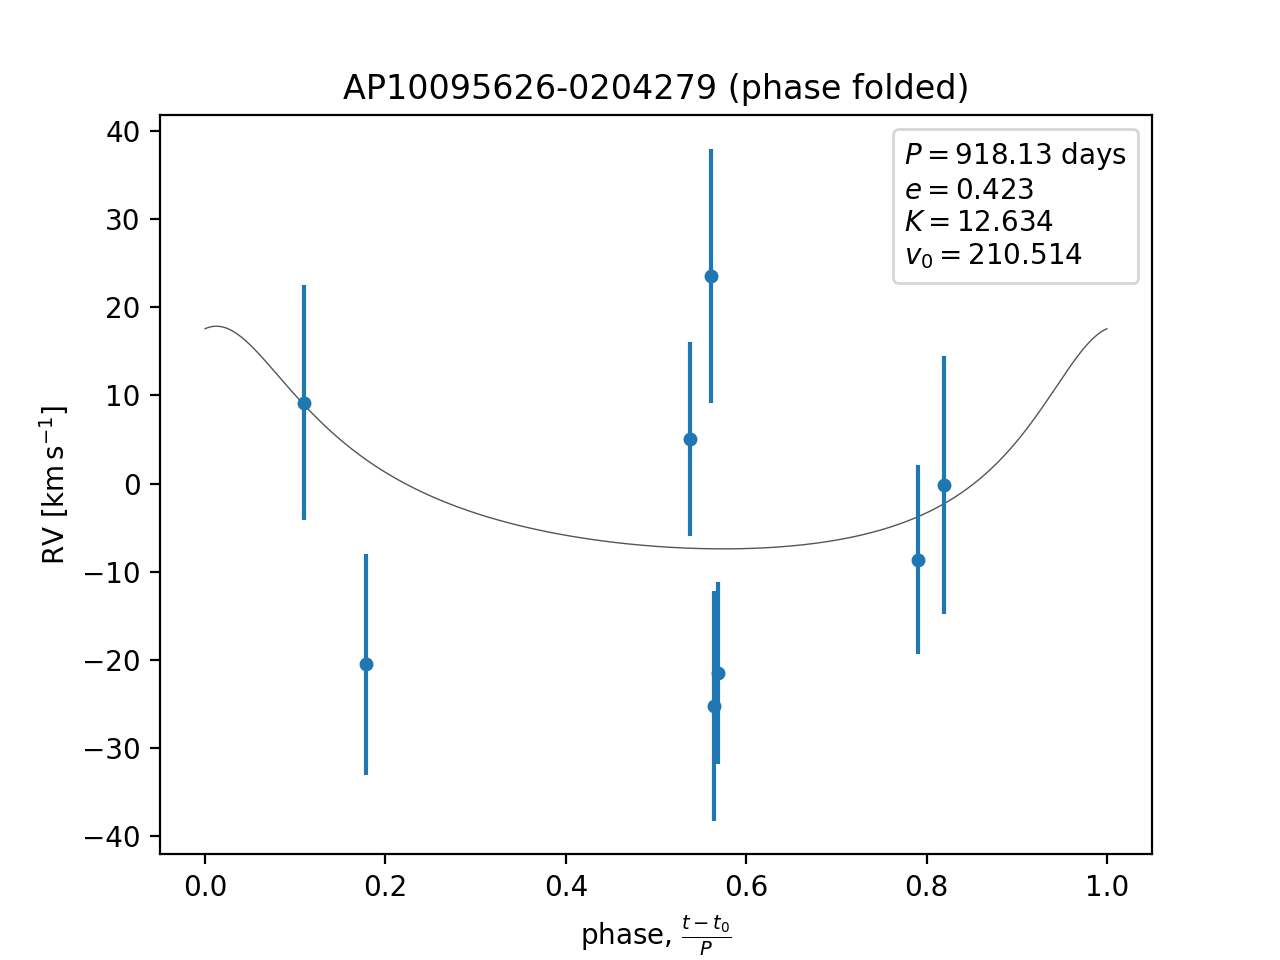 AP10095626-0204279 (phase folded)
P = 918.13 days
e = 0.423
K = 12.634
v₀ = 210.514
40
30
20
10
0
−10
−20
−30
−40
RV [km s⁻¹]
0.0 0.2 0.4 0.6 0.8 1.0
phase, (t − t₀)/P